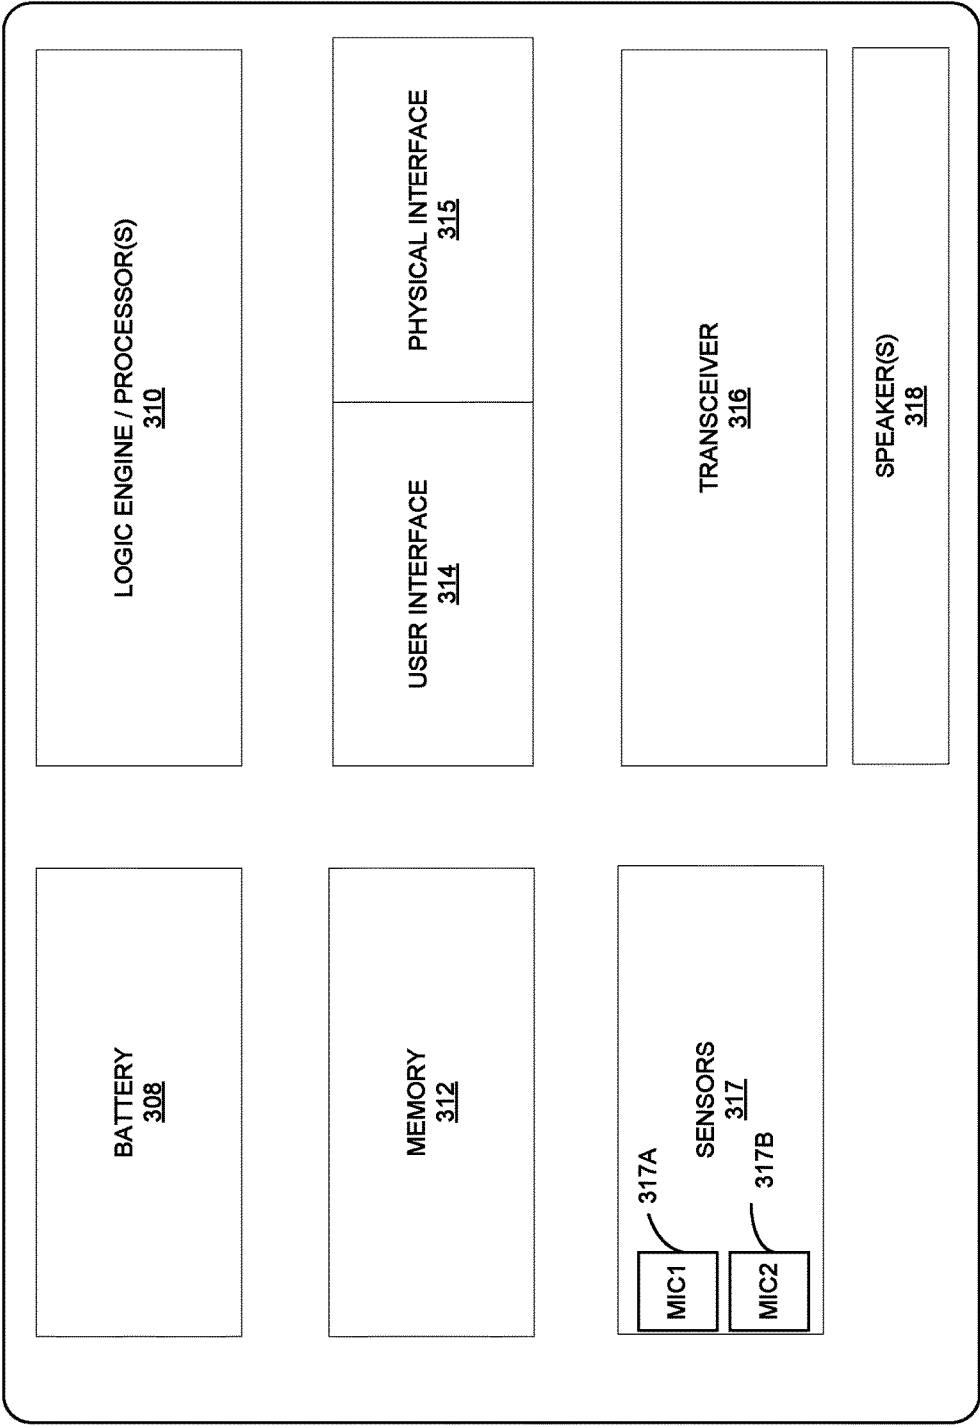 BATTERY
308
LOGIC ENGINE / PROCESSOR(S)
310
MEMORY
312
USER INTERFACE
314
PHYSICAL INTERFACE
315
SENSORS
317
317A
MIC1
317B
MIC2
TRANSCEIVER
316
SPEAKER(S)
318